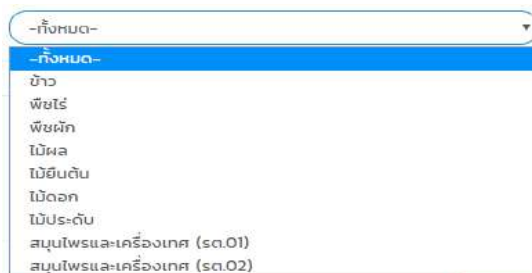 -ทั้งหมด-
-ทั้งหมด-
ข้าว
พืชไร่
พืชผัก
ไม้ผล
ไม้ยืนต้น
ไม้ดอก
ไม้ประดับ
สมุนไพรและเครื่องเทศ (รต.01)
สมุนไพรและเครื่องเทศ (รต.02)